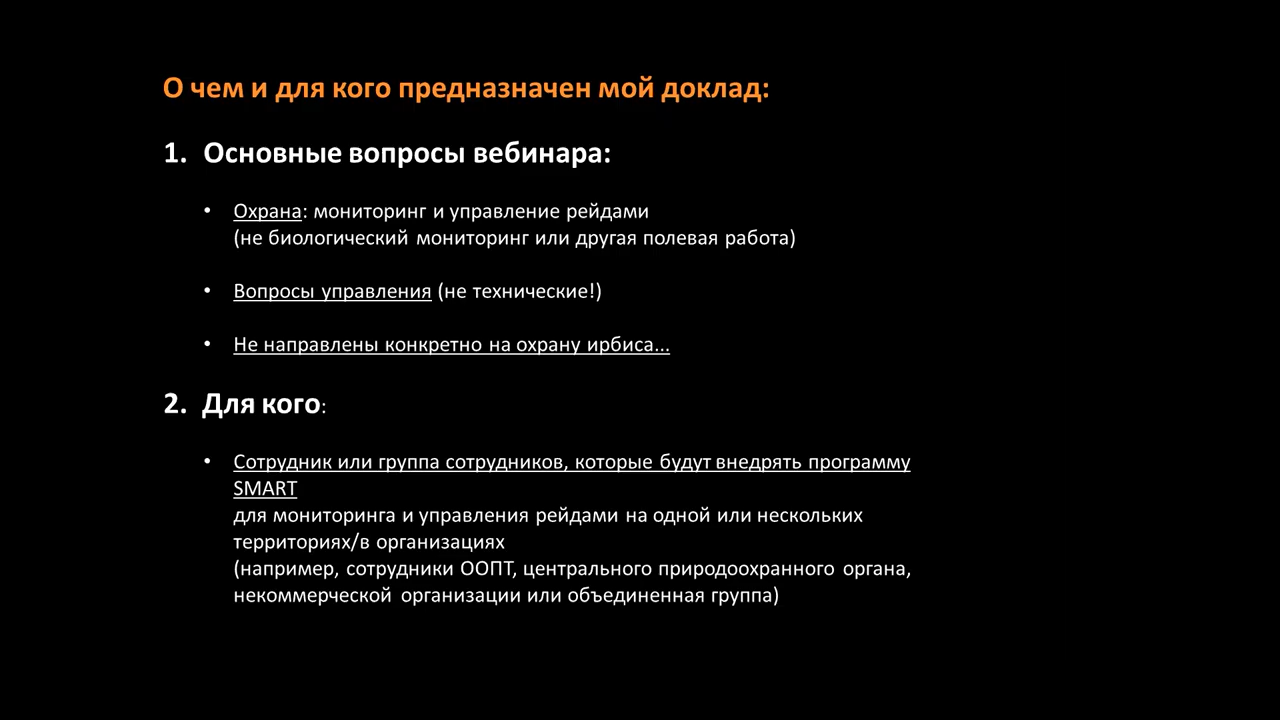 О чем и для кого предназначен мой доклад:
1. Основные вопросы вебинара:
• Охрана: мониторинг и управление рейдами
(не биологический мониторинг или другая полевая работа)
• Вопросы управления (не технические!)
• Не направлены конкретно на охрану ирбиса...
2. Для кого:
• Сотрудник или группа сотрудников, которые будут внедрять программу
SMART
для мониторинга и управления рейдами на одной или нескольких
территориях/в организациях
(например, сотрудники ООПТ, центрального природоохранного органа,
некоммерческой организации или объединенная группа)